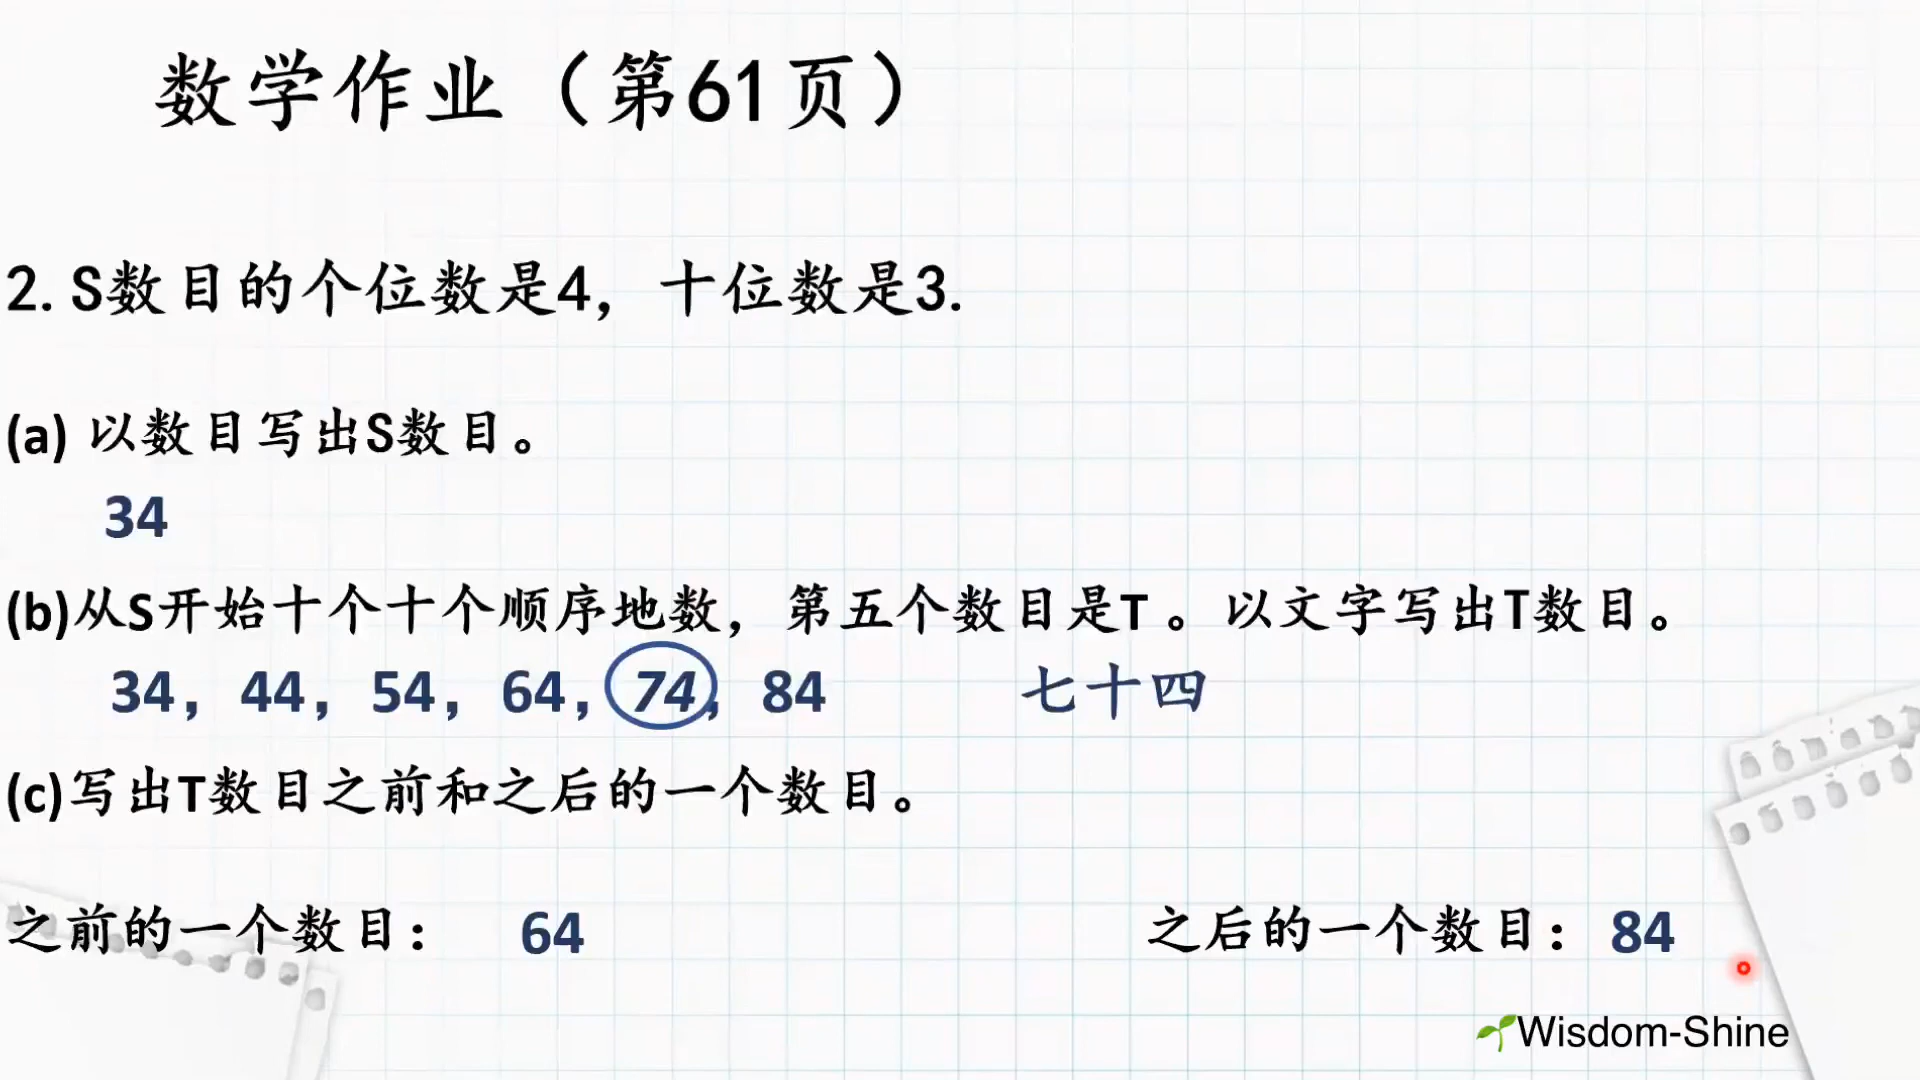 数学作业（第61页）
2. S数目的个位数是4，十位数是3.
(a) 以数目写出S数目。
34
(b)从S开始十个十个顺序地数，第五个数目是T。以文字写出T数目。
34，44，54，64，74，84 七十四
(c)写出T数目之前和之后的一个数目。
之前的一个数目： 64 之后的一个数目： 84
Wisdom-Shine